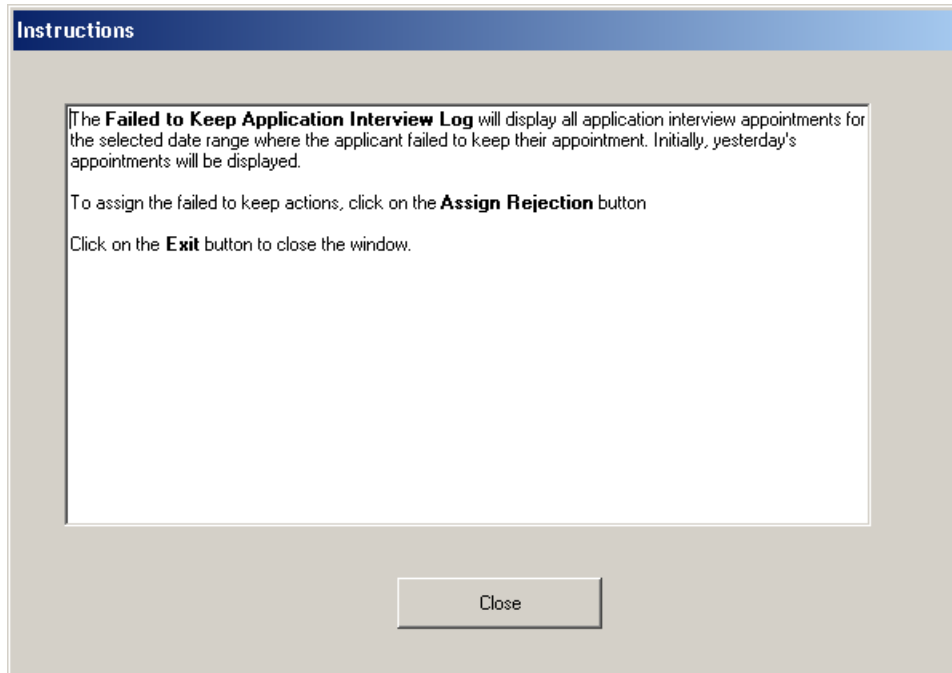 Instructions
The Failed to Keep Application Interview Log will display all application interview appointments for
the selected date range where the applicant failed to keep their appointment. Initially, yesterday's
appointments will be displayed.
To assign the failed to keep actions, click on the Assign Rejection button
Click on the Exit button to close the window.
Close